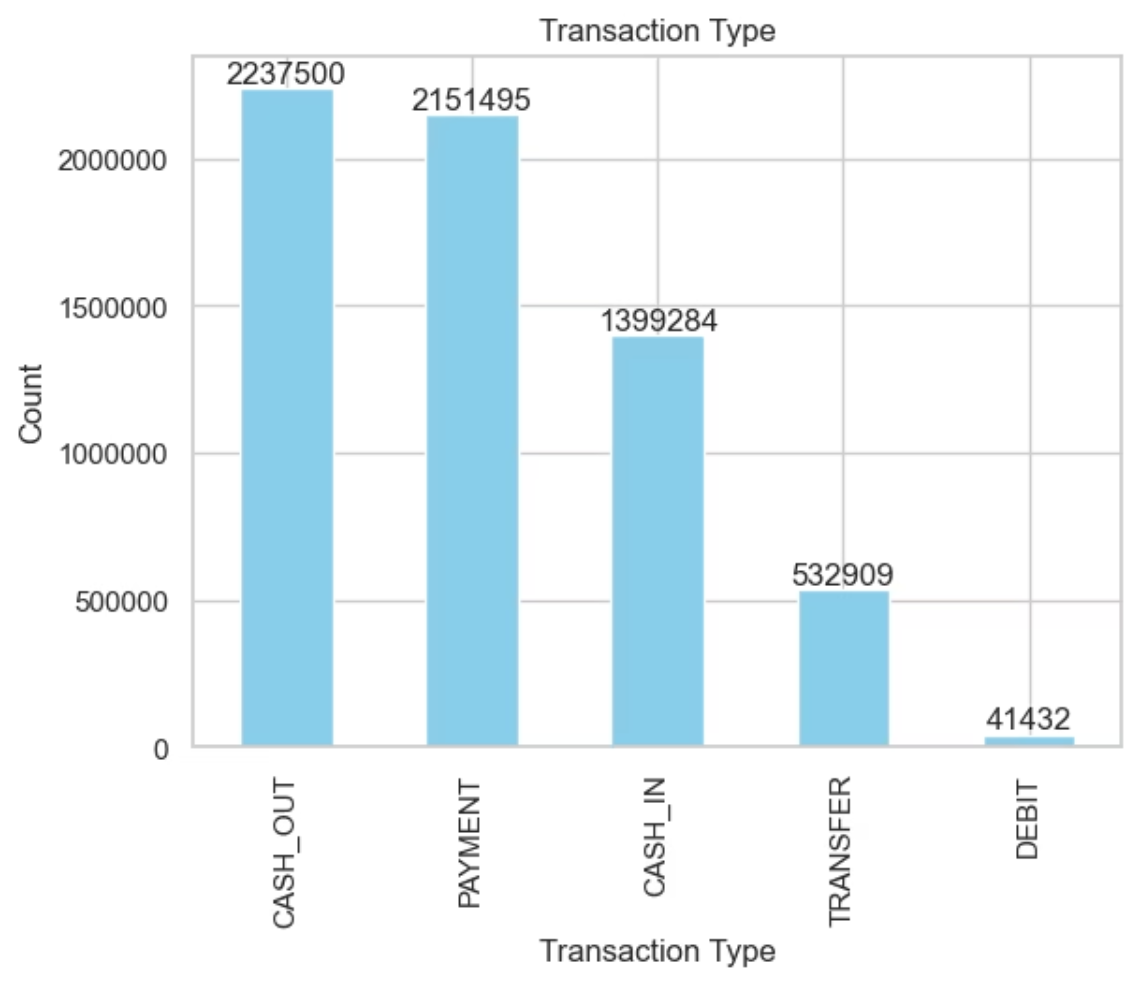 Transaction Type
2237500
2151495
1399284
532909
41432
2000000
1500000
1000000
500000
0
Count
CASH_OUT
PAYMENT
CASH_IN
TRANSFER
DEBIT
Transaction Type